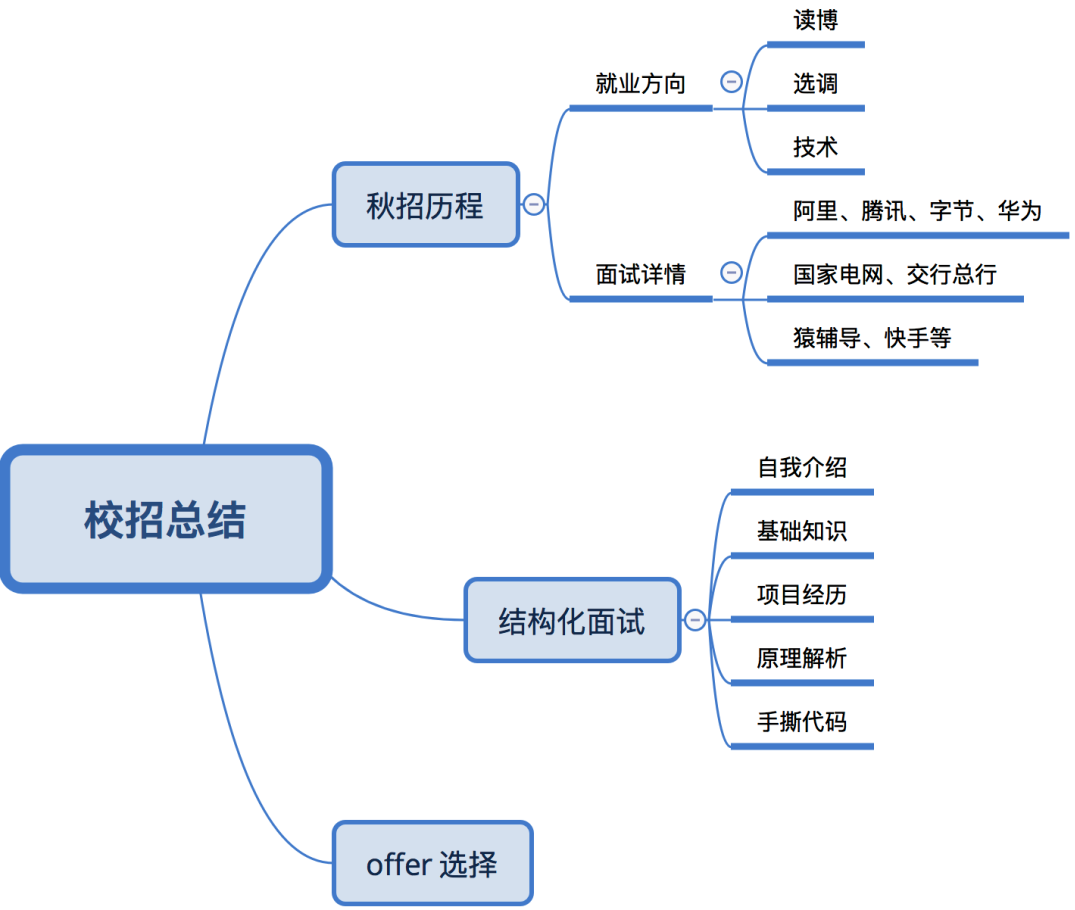 校招总结
秋招历程
就业方向
读博
选调
技术
面试详情
阿里、腾讯、字节、华为
国家电网、交行总行
猿辅导、快手等
结构化面试
自我介绍
基础知识
项目经历
原理解析
手撕代码
offer 选择